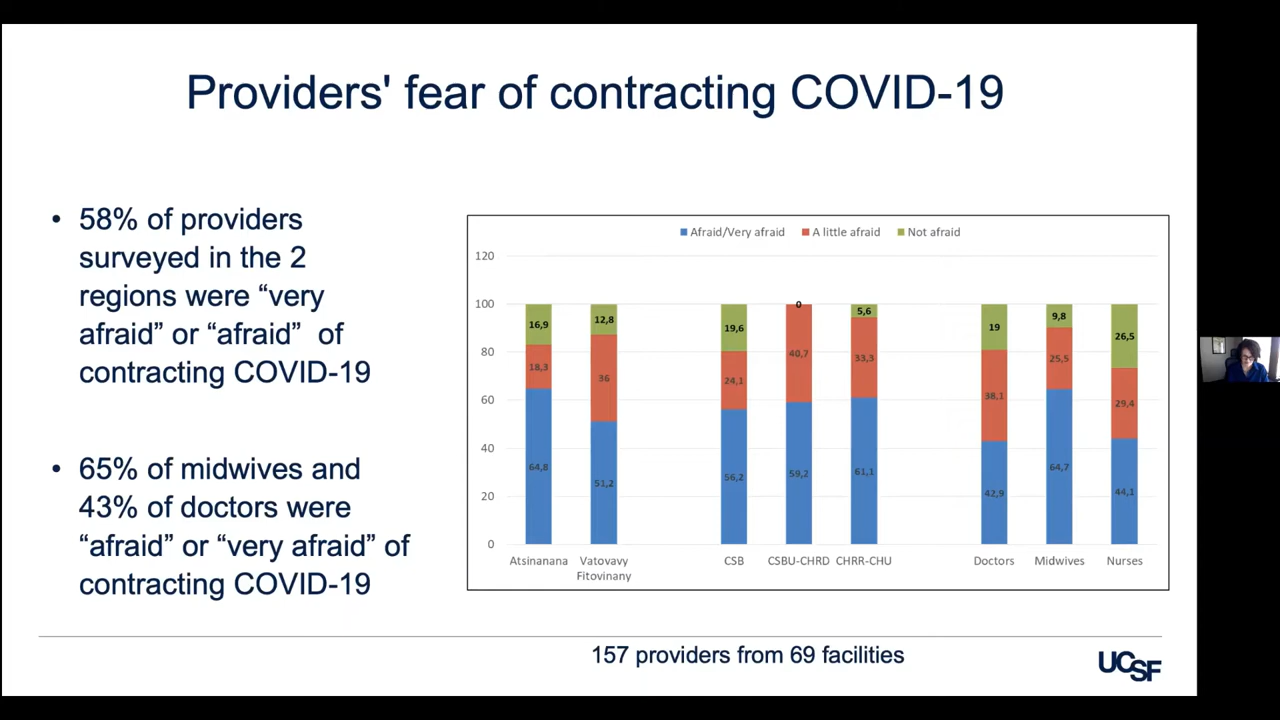 Providers' fear of contracting COVID-19
• 58% of providers
surveyed in the 2
regions were “very
afraid” or “afraid” of
contracting COVID-19
• 65% of midwives and
43% of doctors were
“afraid” or “very afraid” of
contracting COVID-19
Afraid/Very afraid A little afraid Not afraid
120
100
80
60
40
20
0
16,9 12,8 19,6 0 5,6 19 9,8 26,5
18,3 36 24,1 40,7 33,3 38,1 25,5 29,4
64,8 51,2 56,2 59,2 61,1 42,9 64,7 44,1
Atsinanana Vatovavy CSB CSBU-CHRD CHRR-CHU Doctors Midwives Nurses
Fitovinany
157 providers from 69 facilities
UCSF